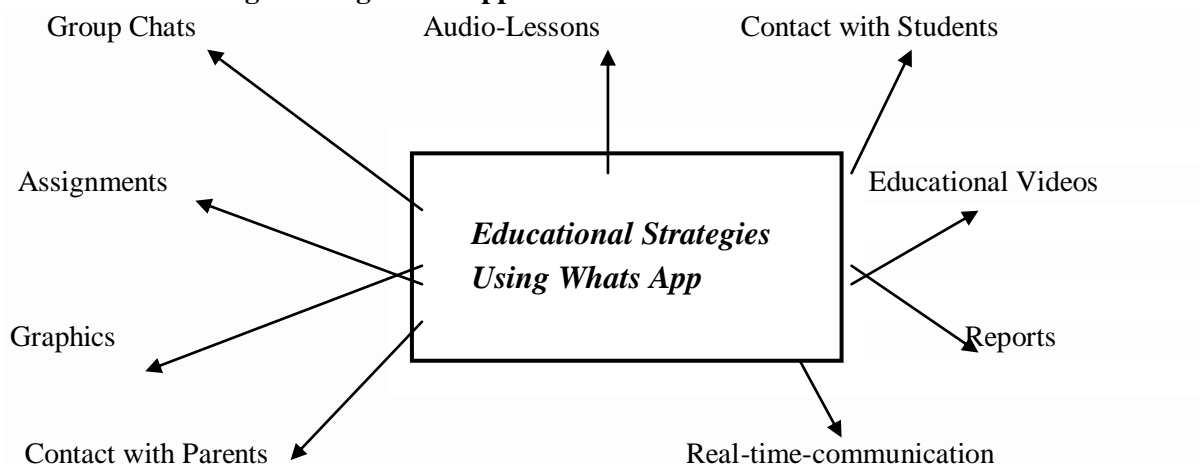 Group Chats
Audio-Lessons
Contact with Students
Assignments
Educational Videos
Educational Strategies
Using Whats App
Graphics
Reports
Contact with Parents
Real-time-communication